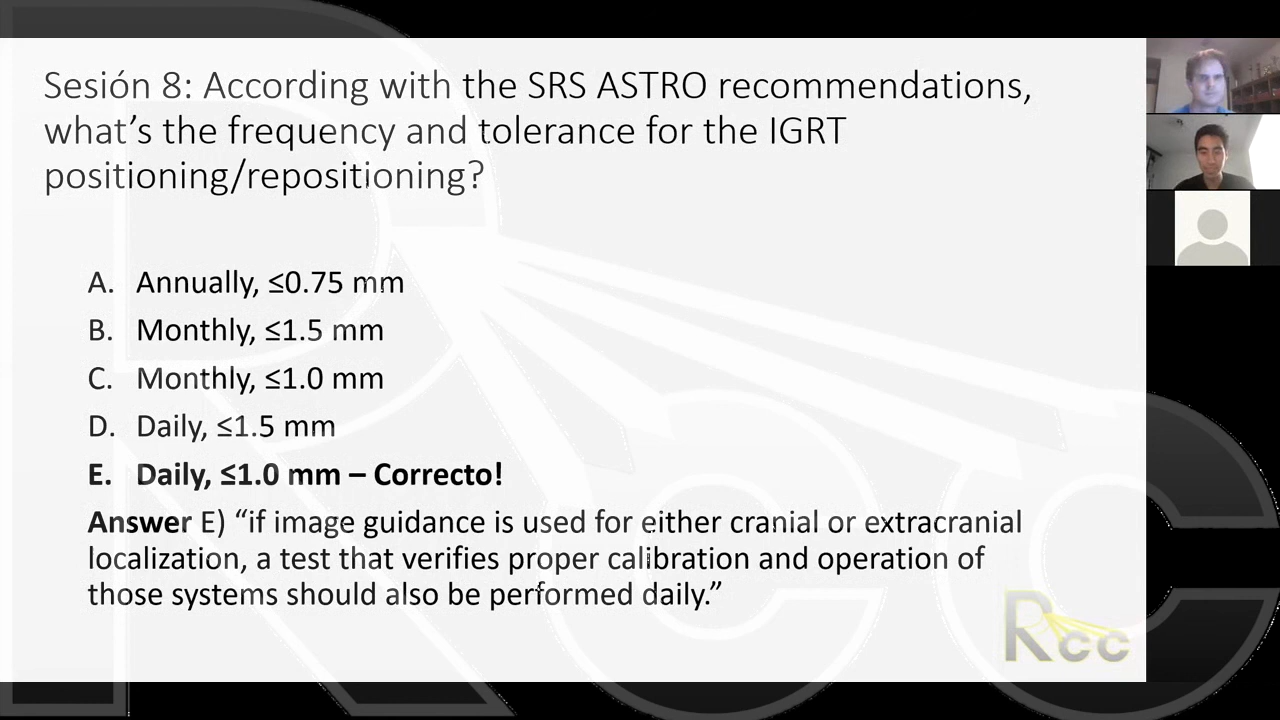 Sesión 8: According with the SRS ASTRO recommendations,
what’s the frequency and tolerance for the IGRT
positioning/repositioning?
A. Annually, ≤0.75 mm
B. Monthly, ≤1.5 mm
C. Monthly, ≤1.0 mm
D. Daily, ≤1.5 mm
E. Daily, ≤1.0 mm – Correcto!
Answer E) “if image guidance is used for either cranial or extracranial
localization, a test that verifies proper calibration and operation of
those systems should also be performed daily.”
Rcc